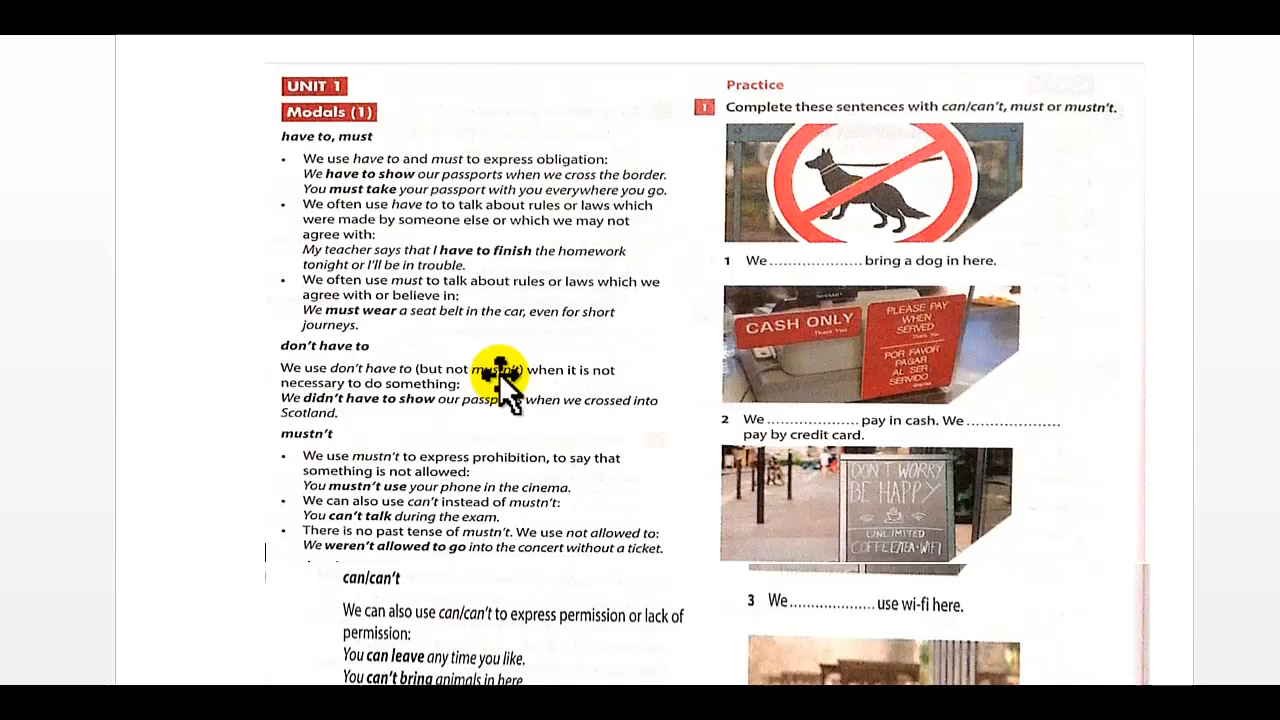 UNIT 1
Modals (1)
have to, must
• We use have to and must to express obligation:
We have to show our passports when we cross the border.
You must take your passport with you everywhere you go.
• We often use have to to talk about rules or laws which
were made by someone else or which we may not
agree with:
My teacher says that I have to finish the homework
tonight or I'll be in trouble.
• We often use must to talk about rules or laws which we
agree with or believe in:
We must wear a seat belt in the car, even for short
journeys.
don't have to
We use don't have to (but not mustn't) when it is not
necessary to do something:
We didn't have to show our when we crossed into
Scotland.
mustn't
• We use mustn't to express prohibition, to say that
something is not allowed:
You mustn't use your phone in the cinema.
• We can also use can't instead of mustn't:
You can't talk during the exam.
• There is no past tense of mustn't. We use not allowed to:
We weren't allowed to go into the concert without a ticket.
can/can't
We can also use can/can't to express permission or lack of
permission:
You can leave any time you like.
You can't bring animals in here
Practice
1 Complete these sentences with can/can't, must or mustn't.
1 We ..................... bring a dog in here.
CASH ONLY
Thank You
PLEASE PAY
WHEN
SERVED
Thank You
POR FAVOR
PAGAR
AL SER
SERVIDO
2 We ..................... pay in cash. We .....................
pay by credit card.
DON'T WORRY
BE HAPPY
UNLIMITED
COFFEE/TEA+WIFI
3 We ..................... use wi-fi here.